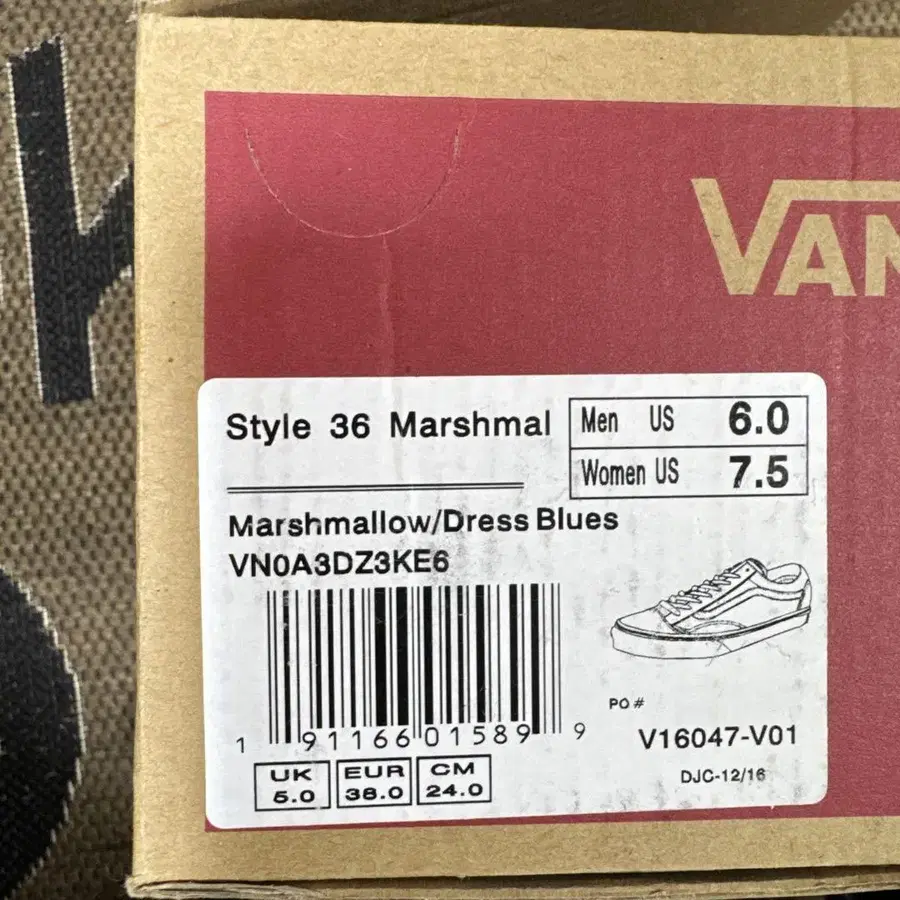 VAN
Style 36 Marshmal
Men US 6.0
Women US 7.5
Marshmallow/Dress Blues
VN0A3DZ3KE6
1 91166 01589 9
PO #
V16047-V01
DJC-12/16
UK EUR CM
5.0 38.0 24.0